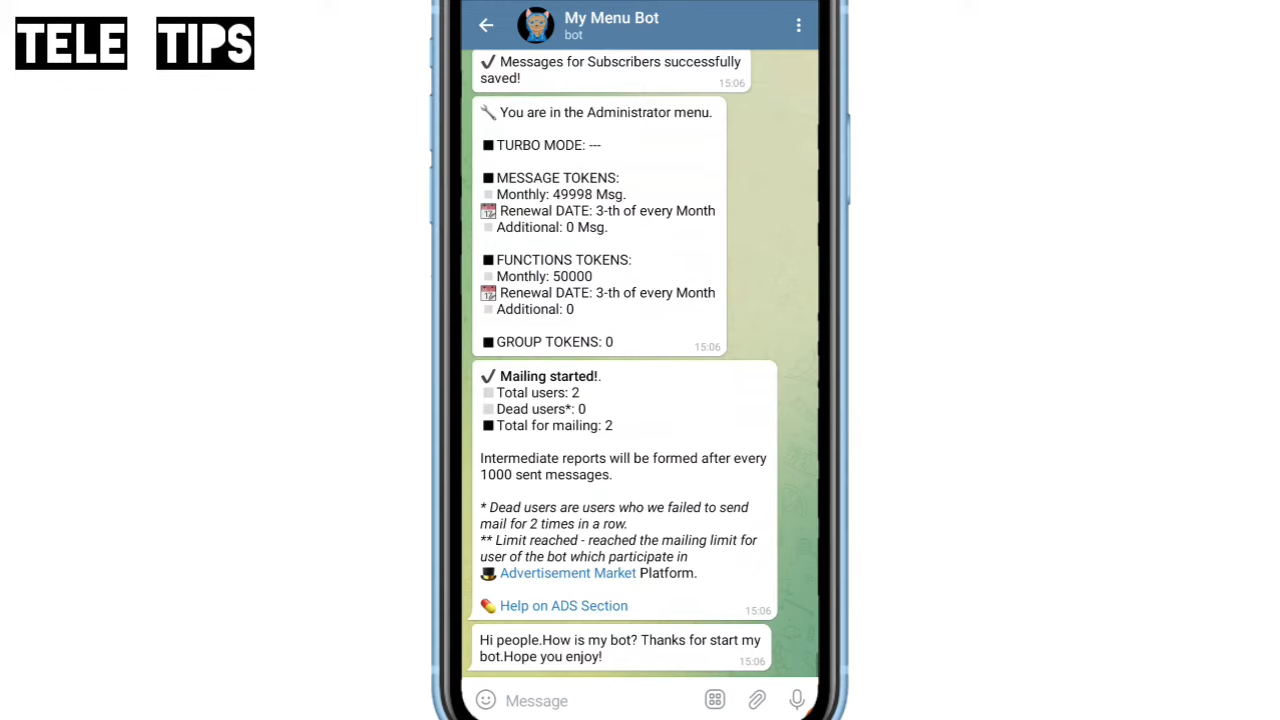 TELE TIPS
My Menu Bot
bot
✔ Messages for Subscribers successfully
saved!
15:06
🔧 You are in the Administrator menu.
◼ TURBO MODE: ---
◼ MESSAGE TOKENS:
◽ Monthly: 49998 Msg.
📅 Renewal DATE: 3-th of every Month
◽ Additional: 0 Msg.
◼ FUNCTIONS TOKENS:
◽ Monthly: 50000
📅 Renewal DATE: 3-th of every Month
◽ Additional: 0
◼ GROUP TOKENS: 0
15:06
✔ Mailing started!.
◽ Total users: 2
◽ Dead users*: 0
◼ Total for mailing: 2
Intermediate reports will be formed after every
1000 sent messages.
* Dead users are users who we failed to send
mail for 2 times in a row.
** Limit reached - reached the mailing limit for
user of the bot which participate in
🎩 Advertisement Market Platform.
💊 Help on ADS Section
15:06
Hi people.How is my bot? Thanks for start my
bot.Hope you enjoy!
15:06
Message